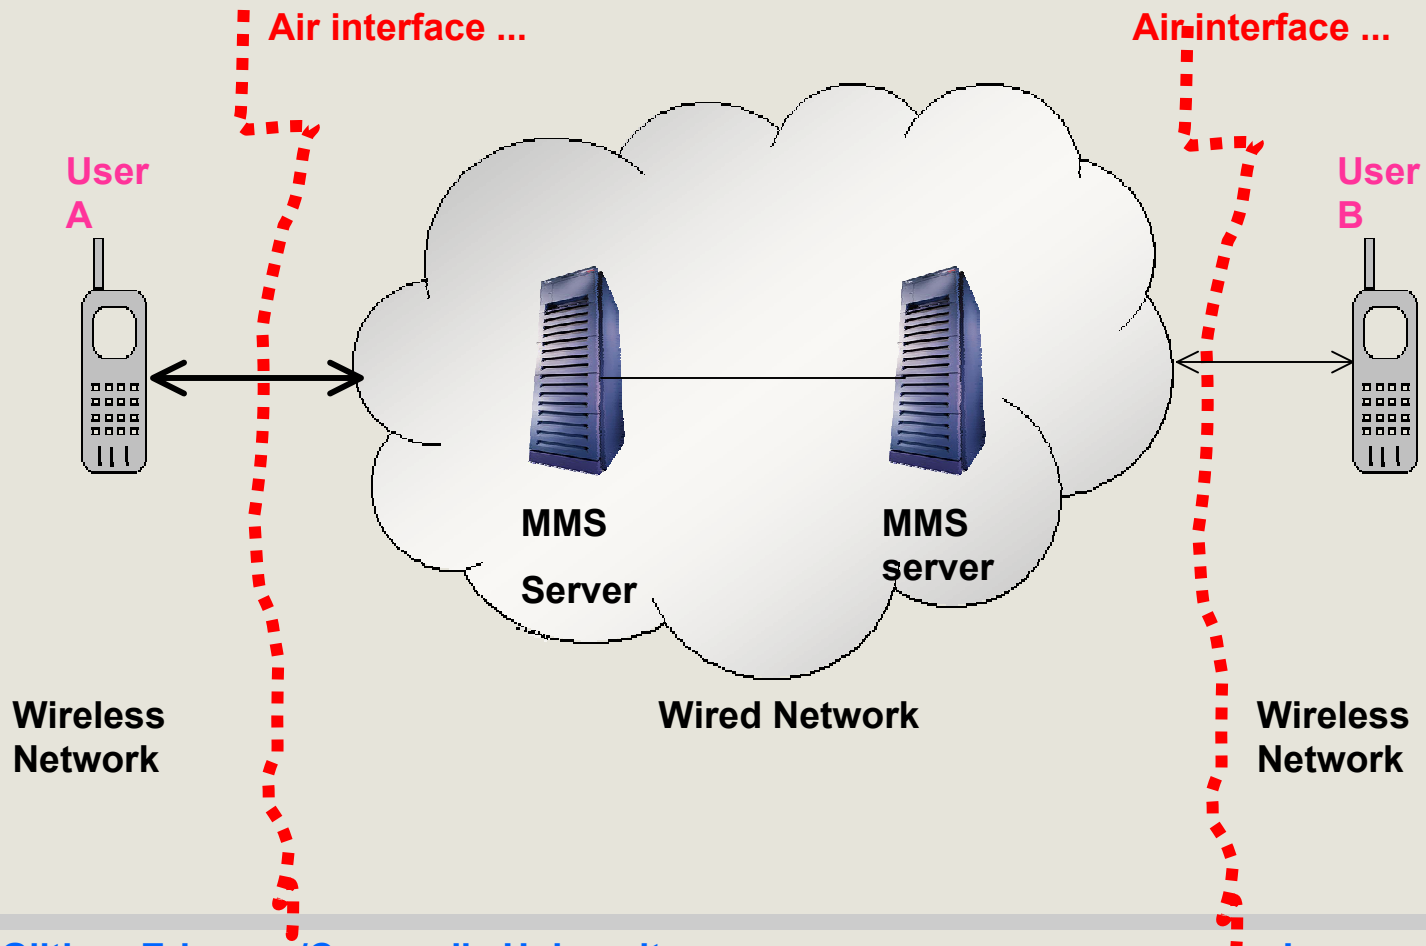 Air interface ...
Air interface ...
User
A
User
B
MMS
Server
MMS
server
Wireless
Network
Wired Network
Wireless
Network